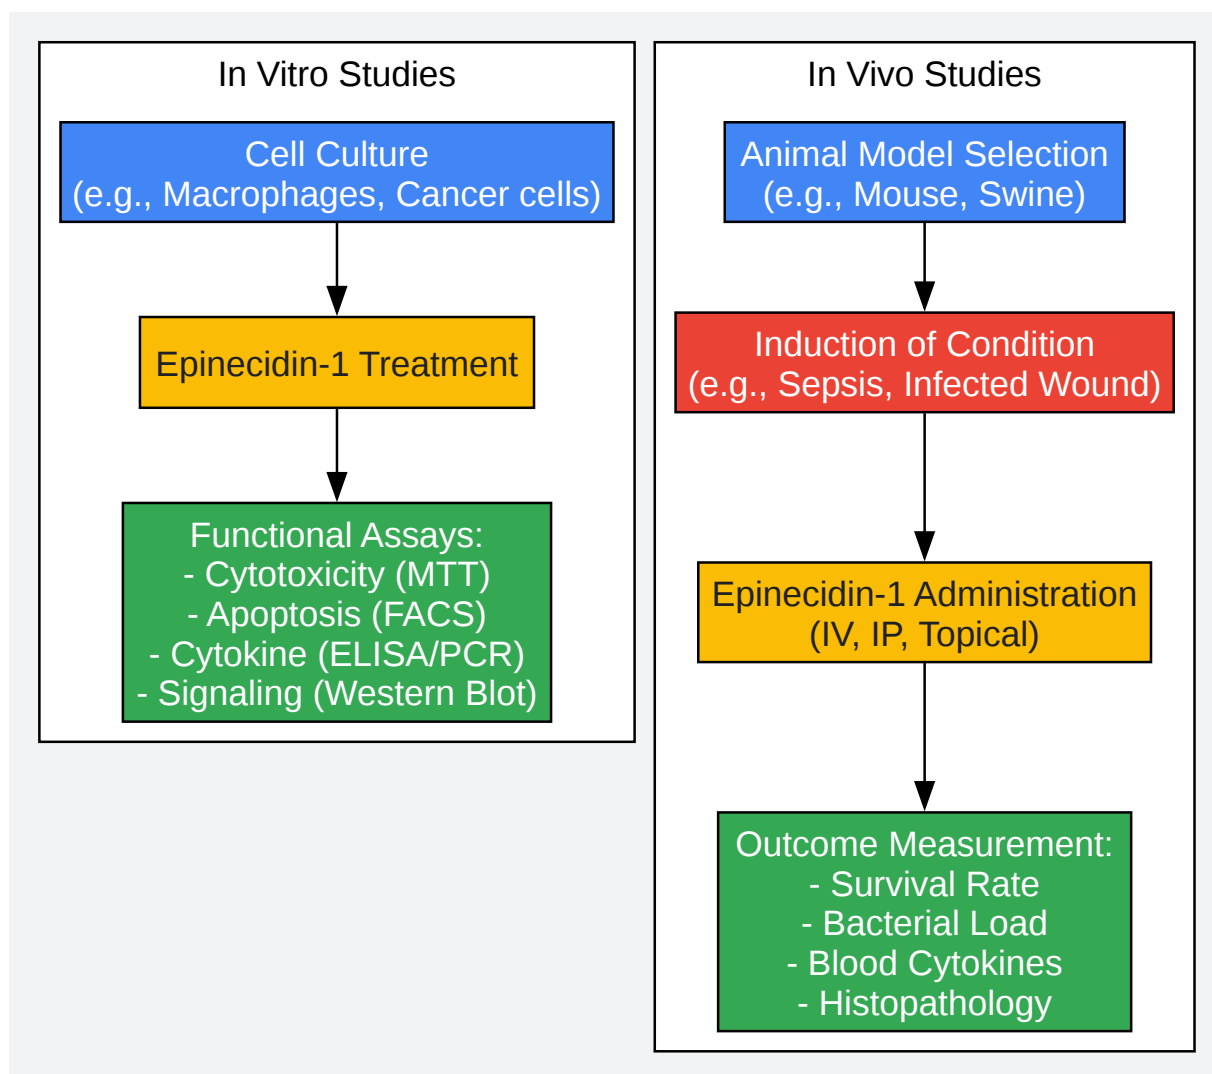 In Vitro Studies
Cell Culture
(e.g., Macrophages, Cancer cells)
Epinecidin-1 Treatment
Functional Assays:
- Cytotoxicity (MTT)
- Apoptosis (FACS)
- Cytokine (ELISA/PCR)
- Signaling (Western Blot)
In Vivo Studies
Animal Model Selection
(e.g., Mouse, Swine)
Induction of Condition
(e.g., Sepsis, Infected Wound)
Epinecidin-1 Administration
(IV, IP, Topical)
Outcome Measurement:
- Survival Rate
- Bacterial Load
- Blood Cytokines
- Histopathology